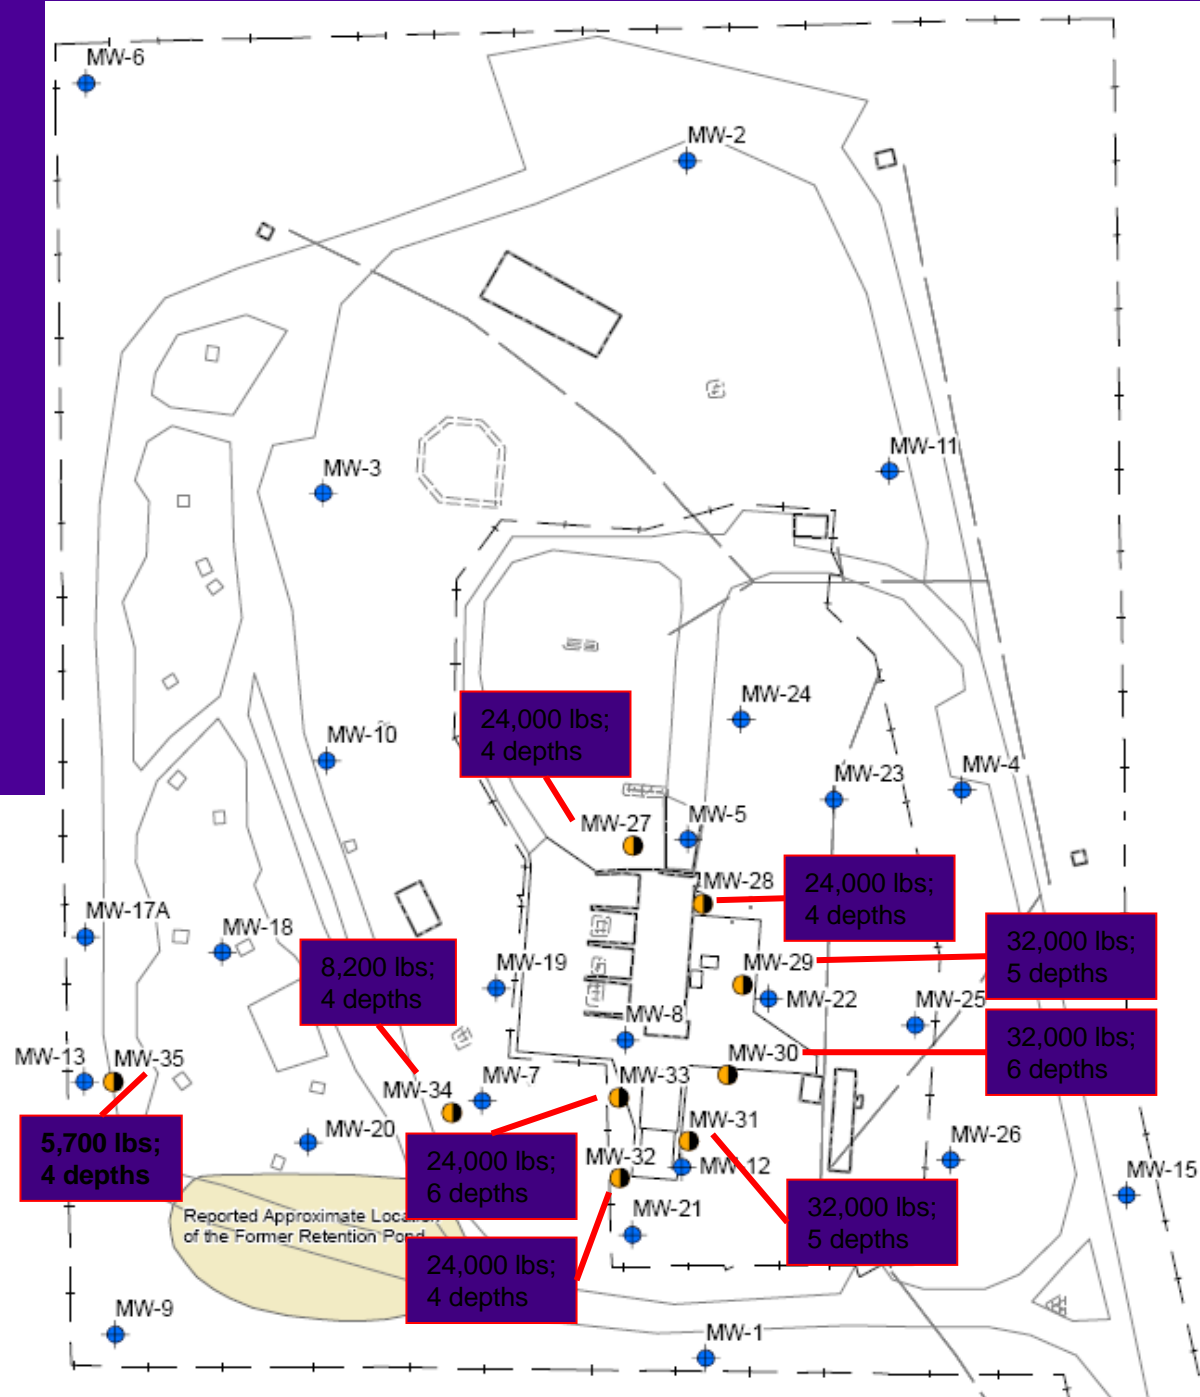 MW-6
MW-2
MW-11
MW-3
MW-24
24,000 lbs;
4 depths
MW-10
MW-4
MW-23
MW-5
MW-27
MW-28
24,000 lbs;
4 depths
MW-17A
MW-18
32,000 lbs;
5 depths
8,200 lbs;
4 depths
MW-19
MW-29
MW-22
MW-25
MW-8
32,000 lbs;
6 depths
MW-30
MW-13
MW-35
MW-33
MW-34
MW-7
MW-31
MW-20
5,700 lbs;
4 depths
24,000 lbs;
6 depths
MW-32
MW-12
MW-26
MW-15
MW-21
32,000 lbs;
5 depths
Reported Approximate Location
of the Former Retention Pond
24,000 lbs;
4 depths
MW-9
MW-1